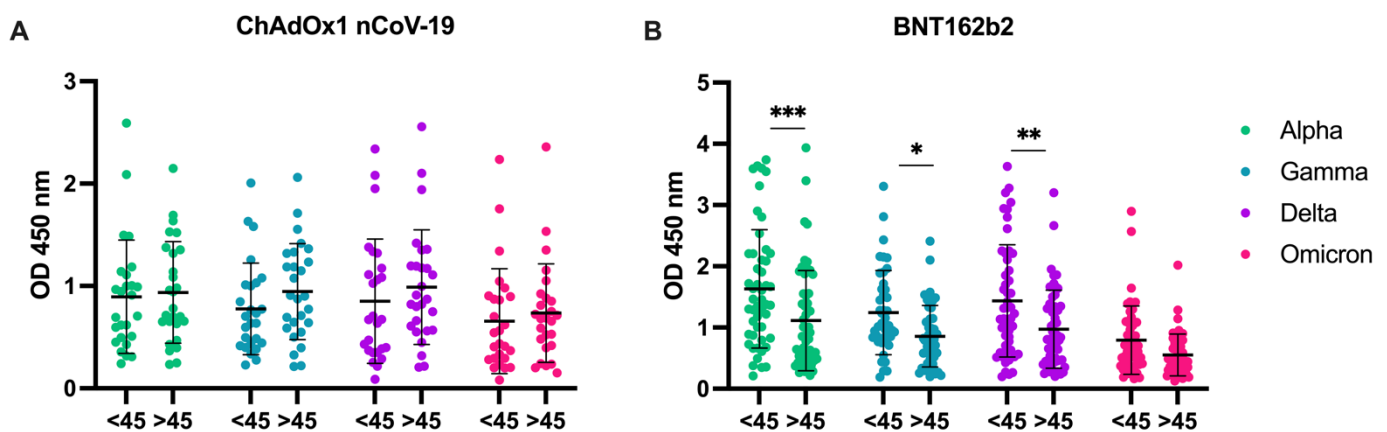 A
ChAdOx1 nCoV-19
OD 450 nm
3
2
1
0
<45 >45 <45 >45 <45 >45 <45 >45
B
BNT162b2
OD 450 nm
5
4
3
2
1
0
***
*
**
<45 >45 <45 >45 <45 >45 <45 >45
Alpha
Gamma
Delta
Omicron